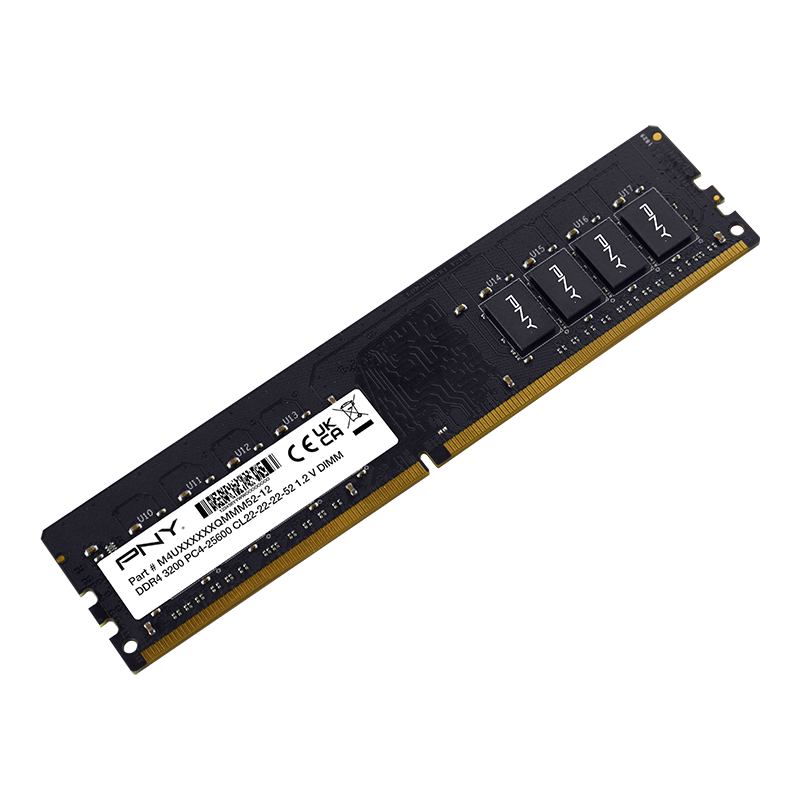 1829
U17
PNY
U16
PNY
U15
PNY
U14
PNY
U13
U12
U11
U10
CE UK CA
PNY
Part # M4UXXXXXXQMMM52-12
DDR4 3200 PC4-25600 CL22-22-22-52 1.2 V DIMM